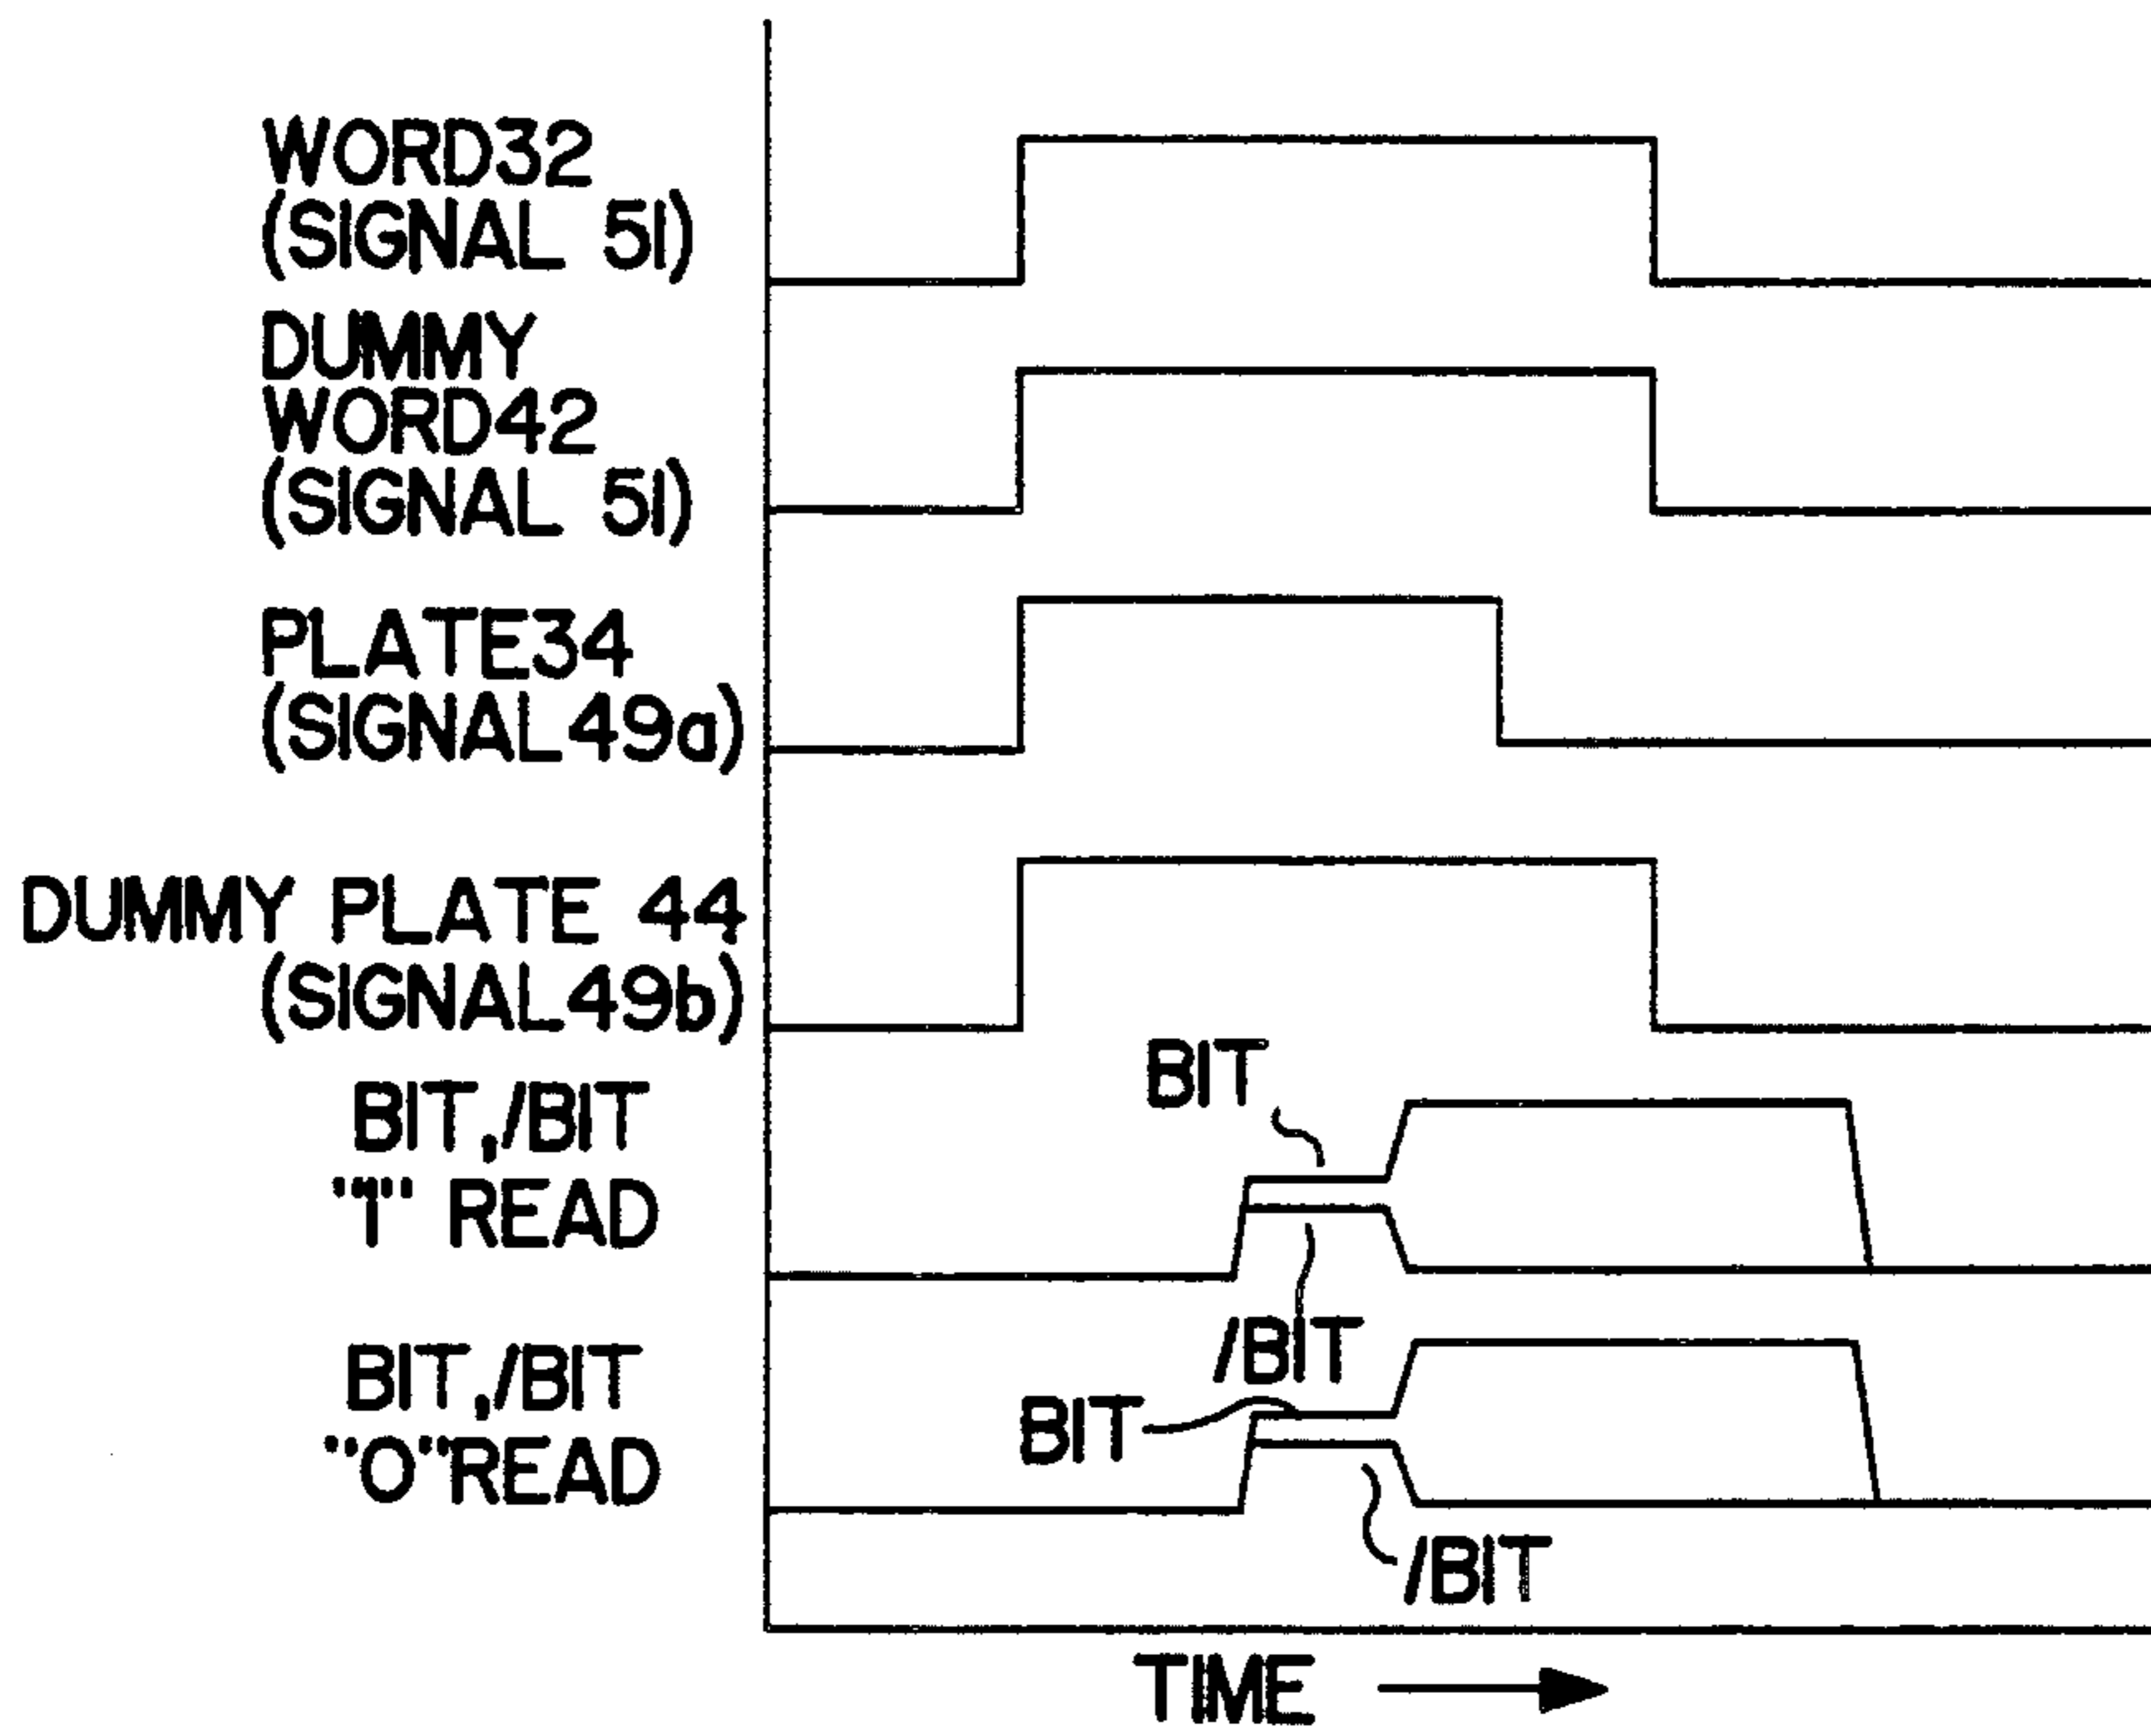 WORD32
(SIGNAL 51)
DUMMY
WORD42
(SIGNAL 51)
PLATE34
(SIGNAL49a)
DUMMY PLATE 44
(SIGNAL49b)
BIT
BIT,/BIT
"1" READ
/BIT
BIT,/BIT
BIT
"0"READ
/BIT
TIME